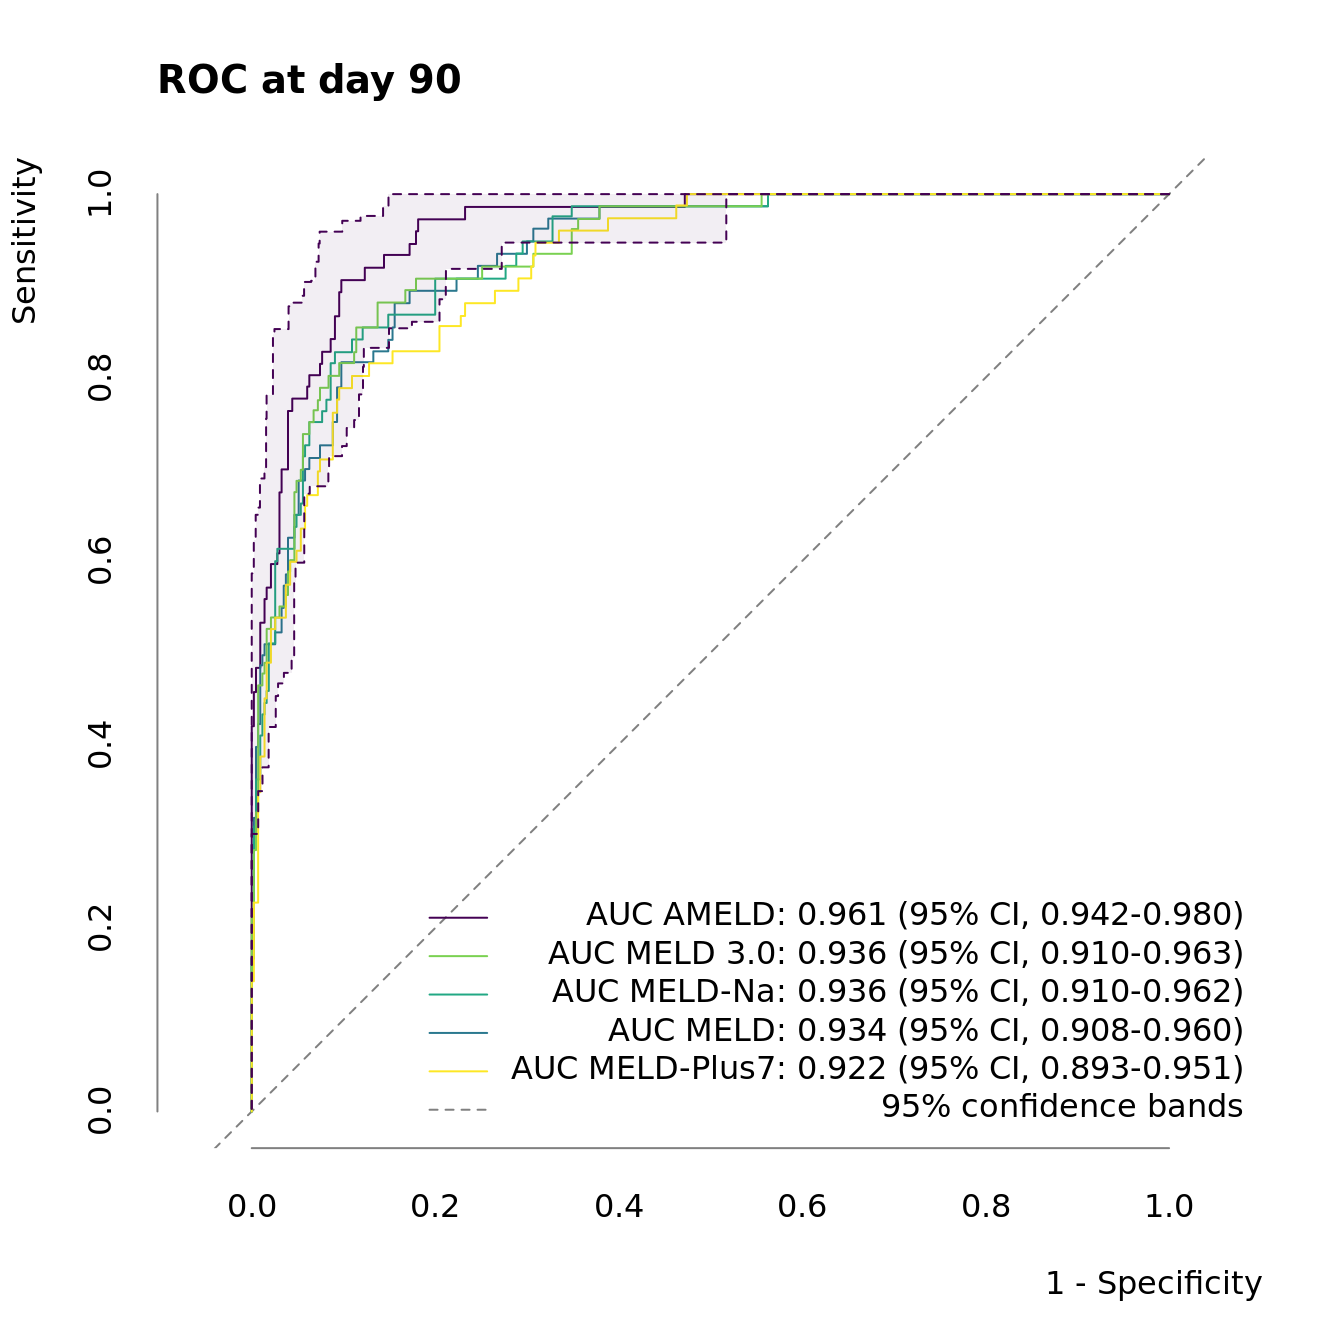 ROC at day 90
Sensitivity
1.0
0.8
0.6
0.4
0.2
0.0
AUC AMELD: 0.961 (95% CI, 0.942-0.980)
AUC MELD 3.0: 0.936 (95% CI, 0.910-0.963)
AUC MELD-Na: 0.936 (95% CI, 0.910-0.962)
AUC MELD: 0.934 (95% CI, 0.908-0.960)
AUC MELD-Plus7: 0.922 (95% CI, 0.893-0.951)
95% confidence bands
0.0 0.2 0.4 0.6 0.8 1.0
1 - Specificity